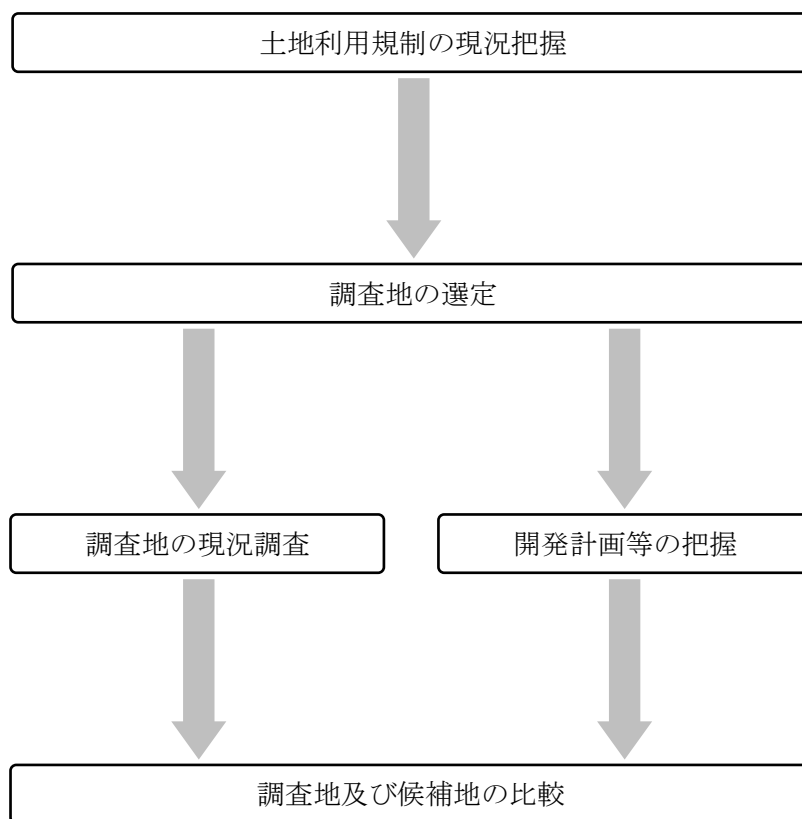 土地利用規制の現況把握
調査地の選定
調査地の現況調査
開発計画等の把握
調査地及び候補地の比較